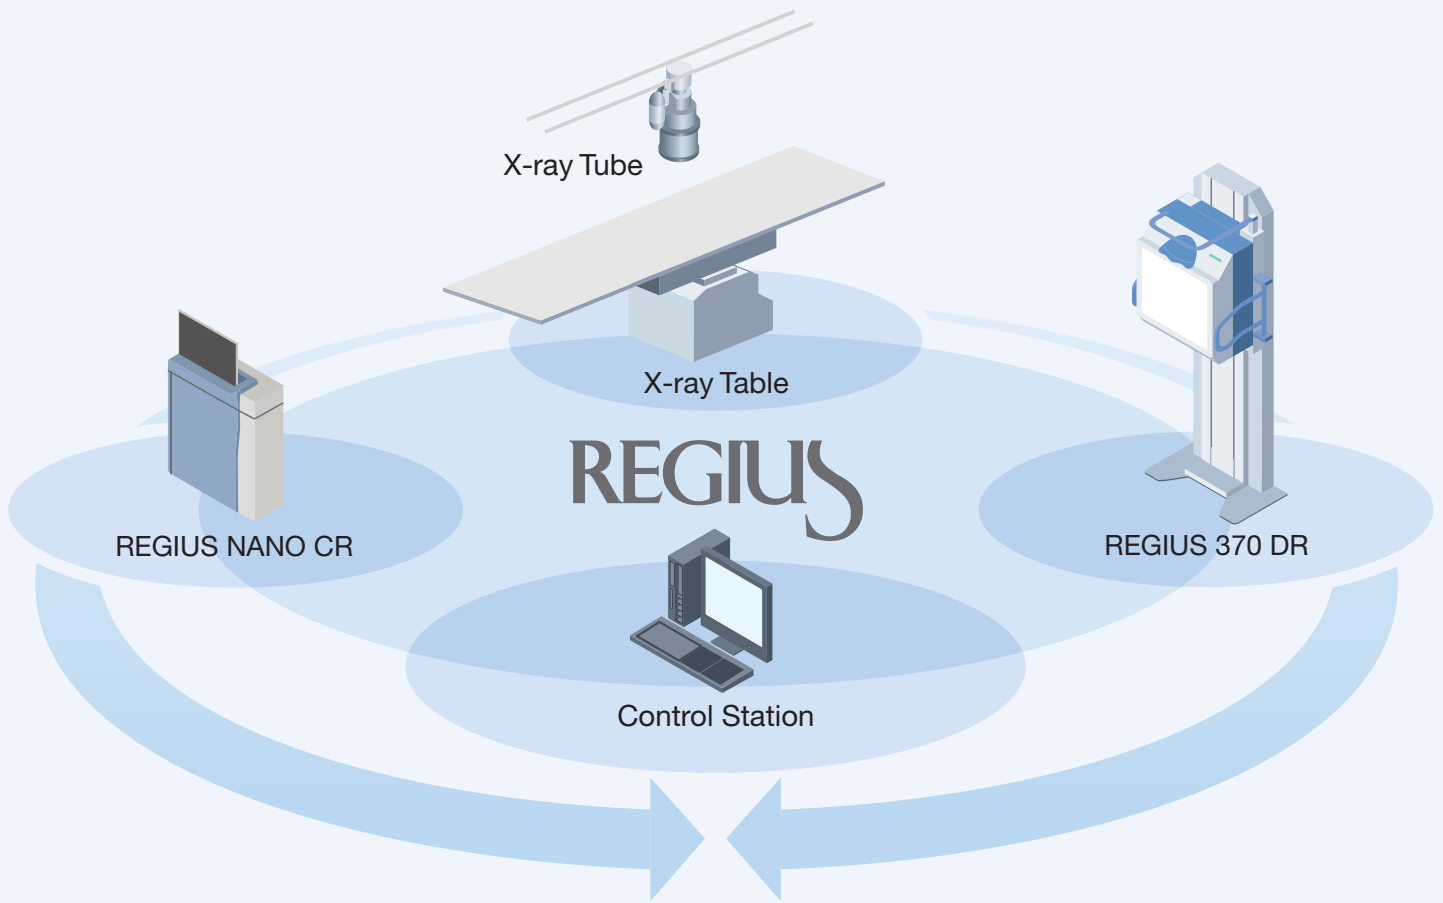 X-ray Tube
X-ray Table
REGIUS
REGIUS NANO CR
REGIUS 370 DR
Control Station